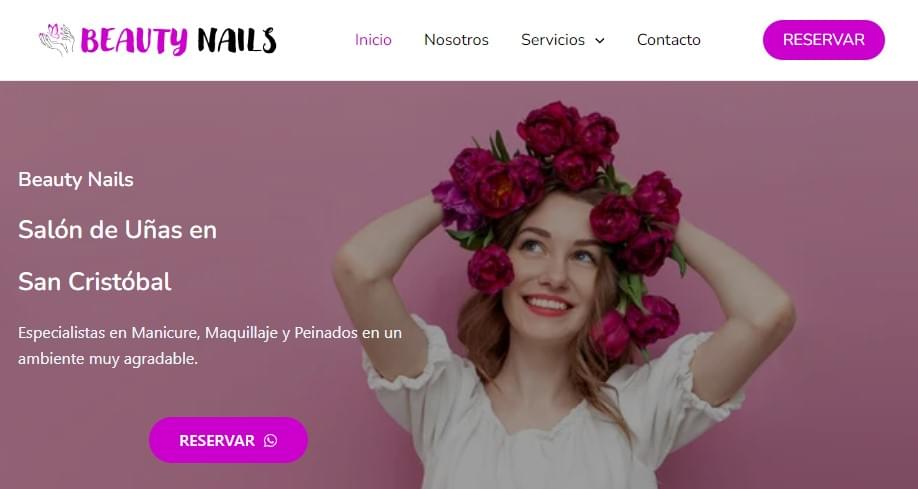 BEAUTY NAILS
Inicio
Nosotros
Servicios
Contacto
RESERVAR
Beauty Nails
Salón de Uñas en
San Cristóbal
Especialistas en Manicure, Maquillaje y Peinados en un
ambiente muy agradable.
RESERVAR